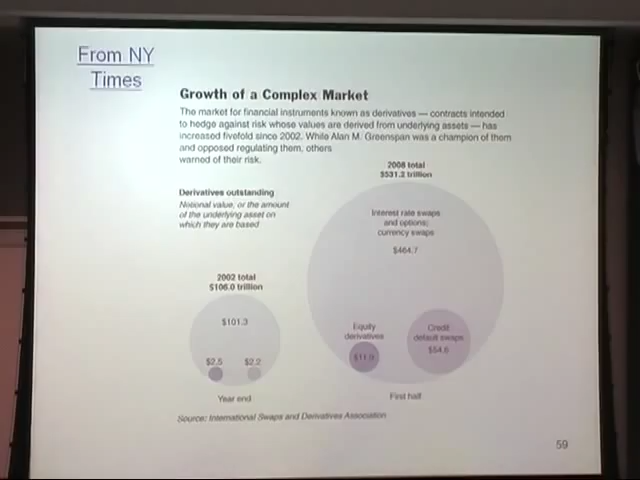 From NY
Times
Growth of a Complex Market
The market for financial instruments known as derivatives — contracts intended
to hedge against risk whose values are derived from underlying assets — has
increased fivefold since 2002. While Alan M. Greenspan was a champion of them
and opposed regulating them, others
warned of their risk.
2008 total
$531.2 trillion
Derivatives outstanding
Notional value, or the amount
of the underlying asset on
which they are based
Interest rate swaps
and options;
currency swaps
$464.7
2002 total
$106.0 trillion
$101.3
Equity
derivatives
Credit
default swaps
$2.5
$2.2
$11.9
$54.6
Year end
First half
Source: International Swaps and Derivatives Association
59